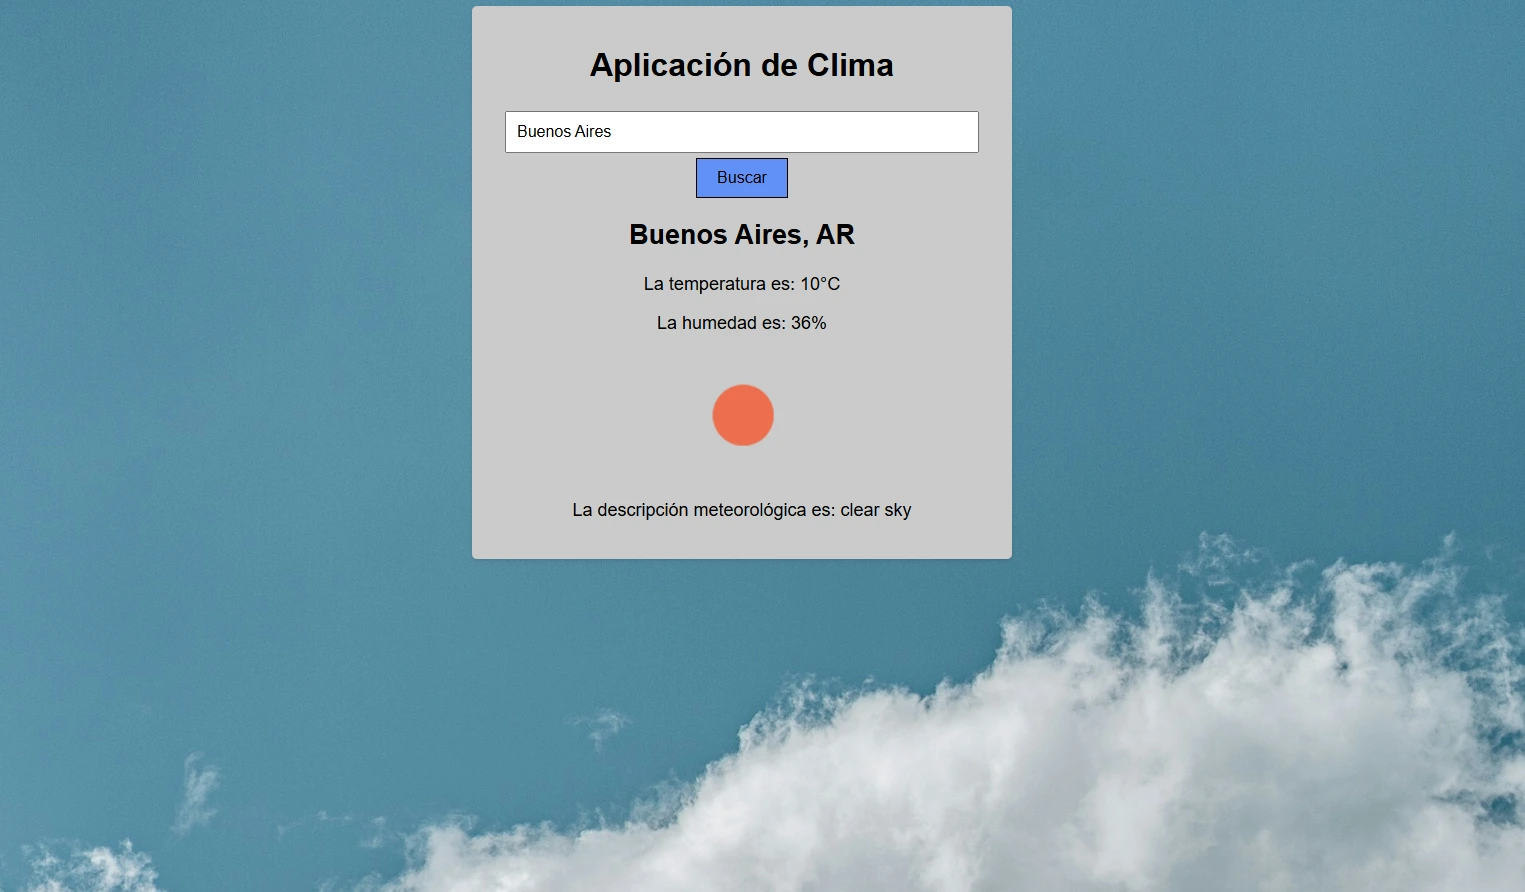 Aplicación de Clima
Buenos Aires
Buscar
Buenos Aires, AR
La temperatura es: 10°C
La humedad es: 36%
La descripción meteorológica es: clear sky